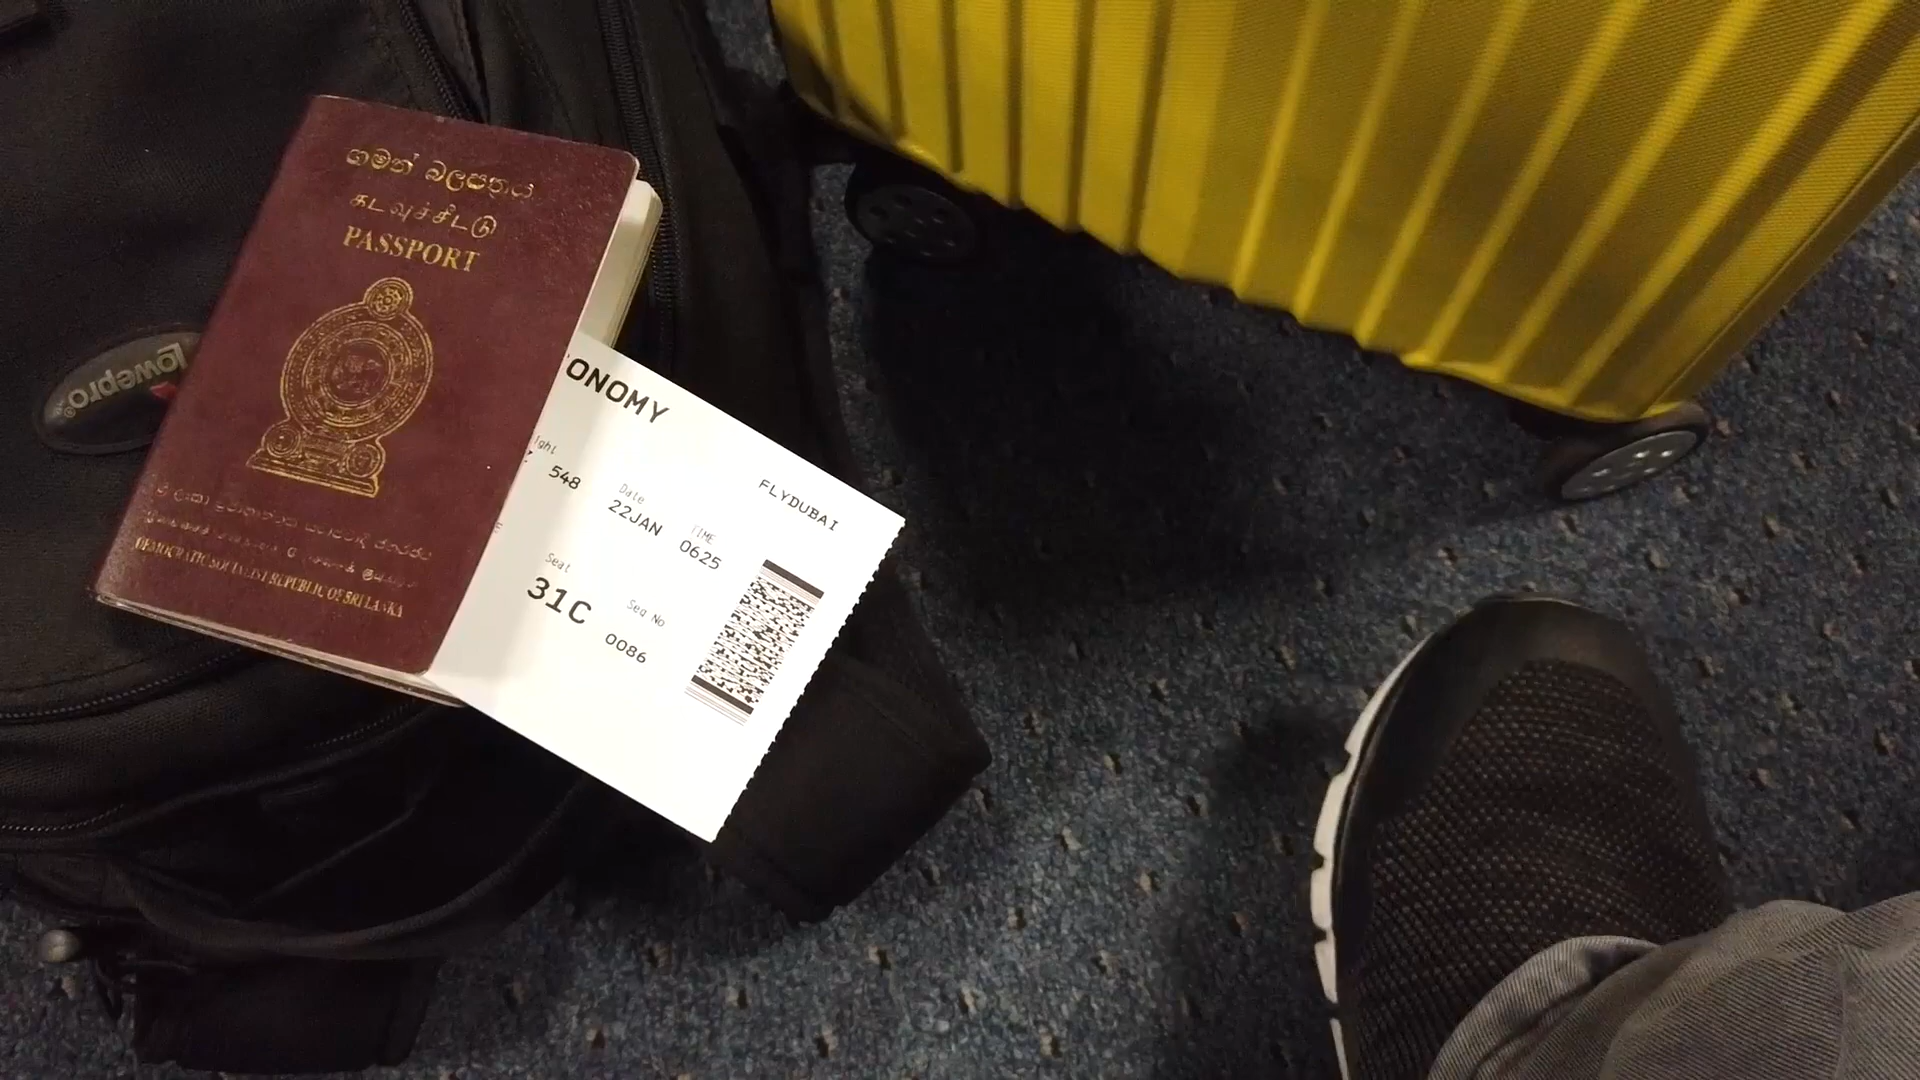 ගමන් බලපත්‍රය
கடவுச்சீட்டு
PASSPORT
DEMOCRATIC SOCIALIST REPUBLIC OF SRI LANKA
Lowepro®
ONOMY
ight
548
Date
22JAN
TIME
0625
FLYDUBAI
Seat
31C
Seq No
0086